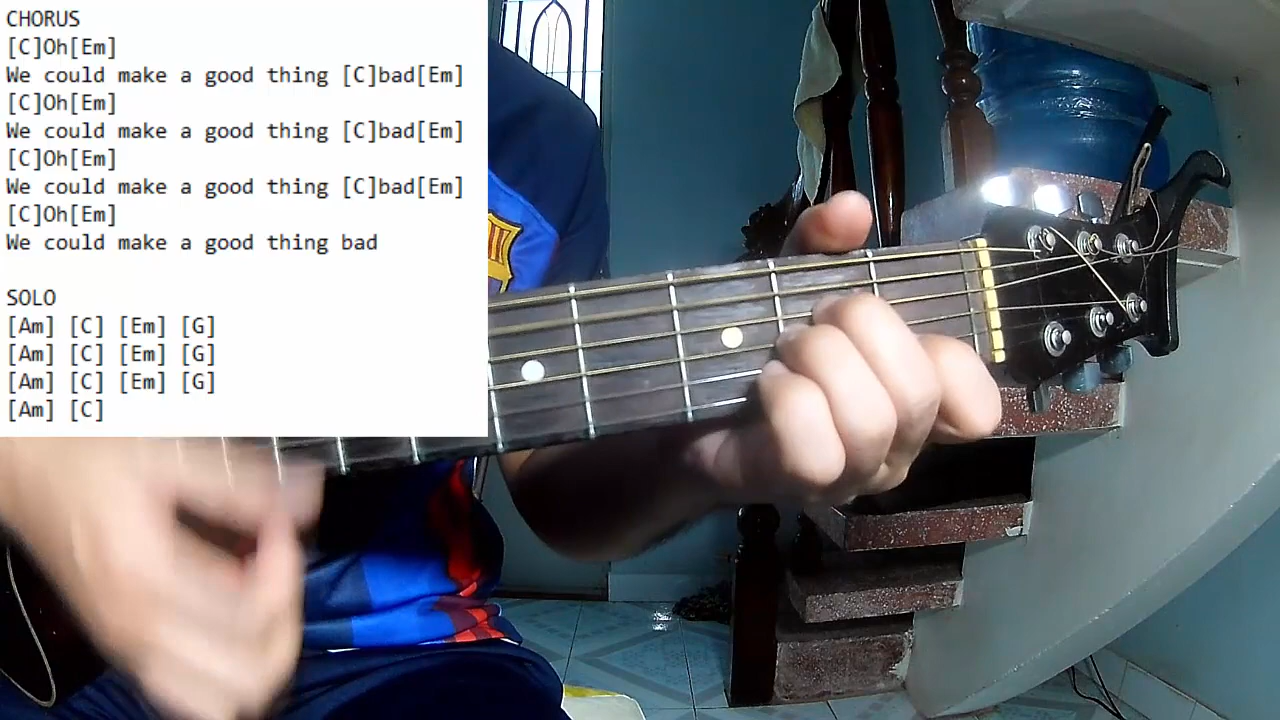 CHORUS
[C]Oh[Em]
We could make a good thing [C]bad[Em]
[C]Oh[Em]
We could make a good thing [C]bad[Em]
[C]Oh[Em]
We could make a good thing [C]bad[Em]
[C]Oh[Em]
We could make a good thing bad
SOLO
[Am] [C] [Em] [G]
[Am] [C] [Em] [G]
[Am] [C] [Em] [G]
[Am] [C]